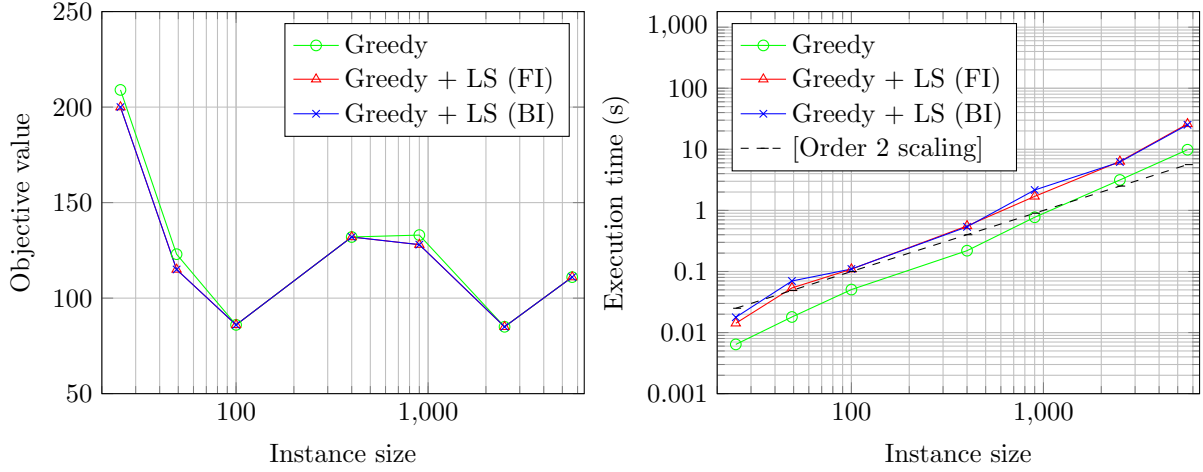 250
200
150
100
50
Objective value
Greedy
Greedy + LS (FI)
Greedy + LS (BI)
100
1,000
Instance size
1,000
100
10
1
0.1
0.01
0.001
Execution time (s)
Greedy
Greedy + LS (FI)
Greedy + LS (BI)
[Order 2 scaling]
100
1,000
Instance size